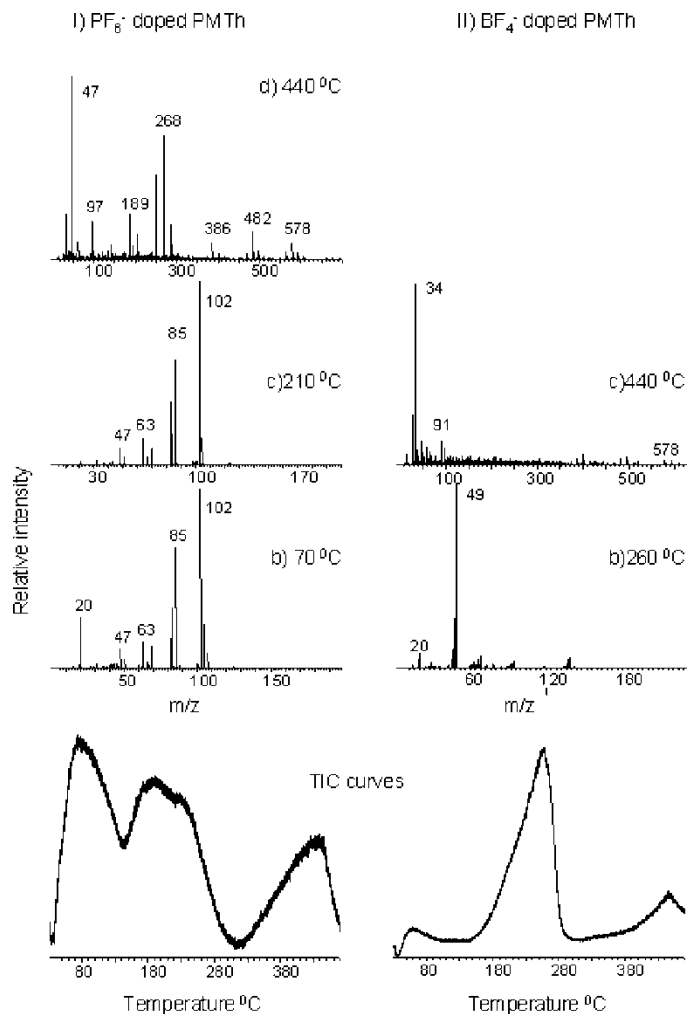 I) PF6- doped PMTh
II) BF4- doped PMTh
d) 440 ⁰C
47
97
189
268
386
482
578
100 300 500
c)210 ⁰C
102
85
63
47
30 100 170
b) 70 ⁰C
102
85
63
47
20
50 100 150
m/z
c)440 ⁰C
34
91
578
100 300 500
b)260 ⁰C
49
20
60 120 180
m/z
Relative intensity
TIC curves
80 180 280 380
Temperature ⁰C
80 180 280 380
Temperature ⁰C